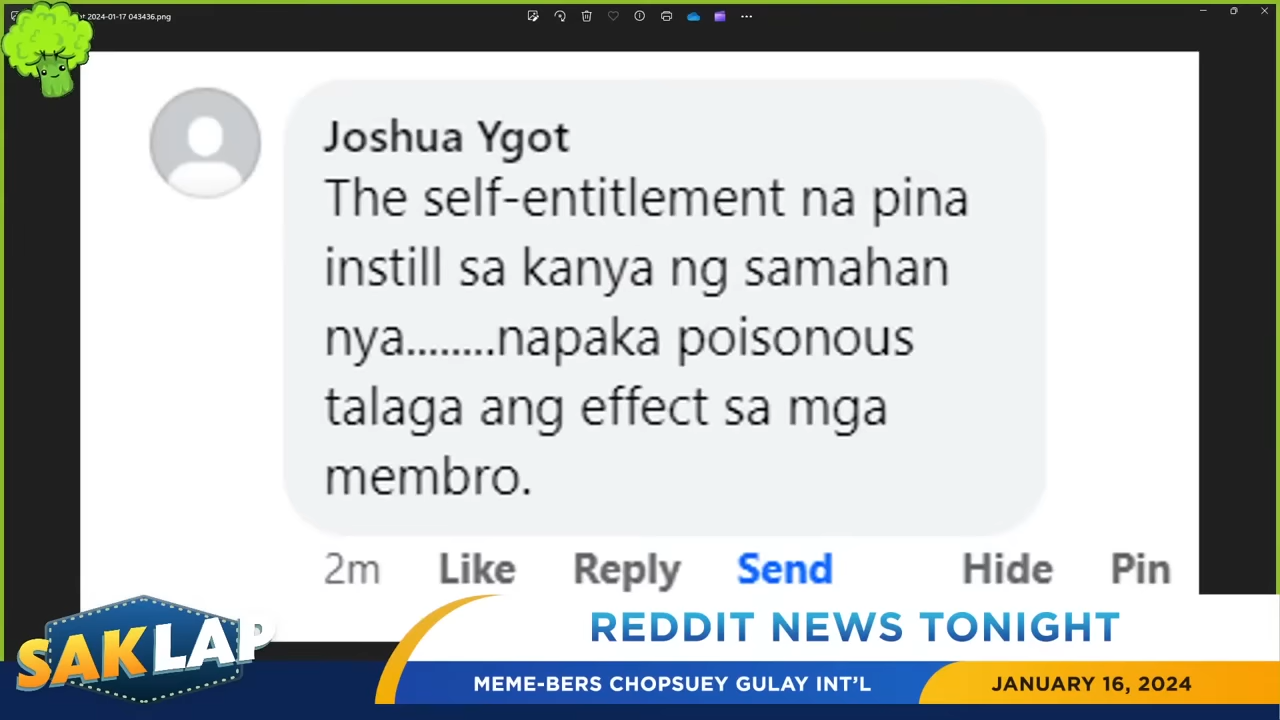 t 2024-01-17 043436.png
Joshua Ygot
The self-entitlement na pina
instill sa kanya ng samahan
nya........napaka poisonous
talaga ang effect sa mga
membro.
2m Like Reply Send Hide Pin
SAKLAP
REDDIT NEWS TONIGHT
MEME-BERS CHOPSUEY GULAY INT'L
JANUARY 16, 2024